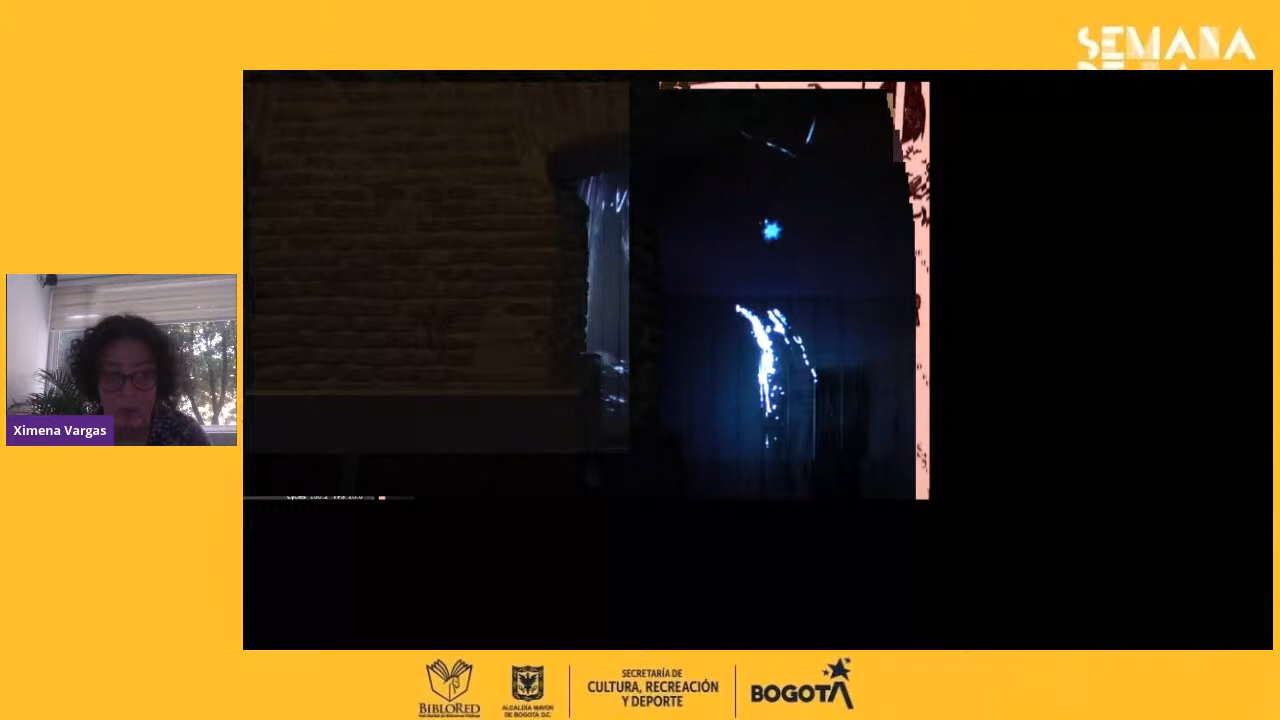 SEMANA
Ximena Vargas
BIBLORED
ALCALDÍA MAYOR
DE BOGOTÁ D.C.
SECRETARÍA DE
CULTURA, RECREACIÓN
Y DEPORTE
BOGOTÁ